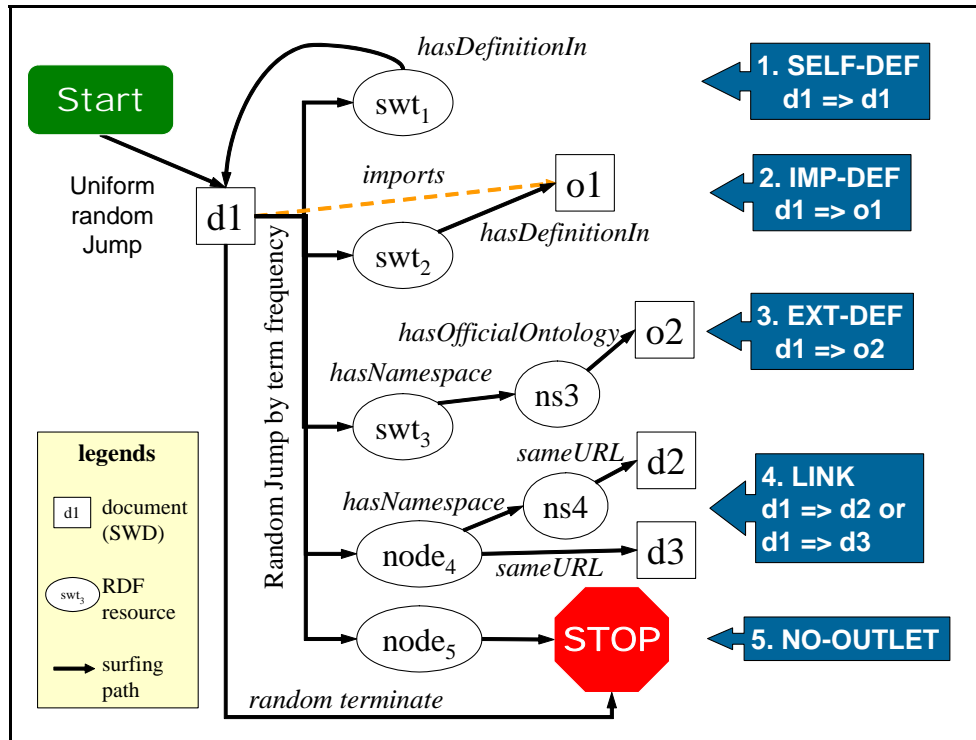 hasDefinitionIn
Start
swt1
1. SELF-DEF
d1 => d1
Uniform
random
Jump
d1
imports
o1
2. IMP-DEF
d1 => o1
swt2
hasDefinitionIn
Random Jump by term frequency
hasOfficialOntology
o2
3. EXT-DEF
d1 => o2
hasNamespace
ns3
swt3
legends
d1
document
(SWD)
swt3
RDF
resource
surfing
path
sameURL
d2
hasNamespace
ns4
4. LINK
d1 => d2 or
d1 => d3
node4
sameURL
d3
node5
STOP
5. NO-OUTLET
random terminate